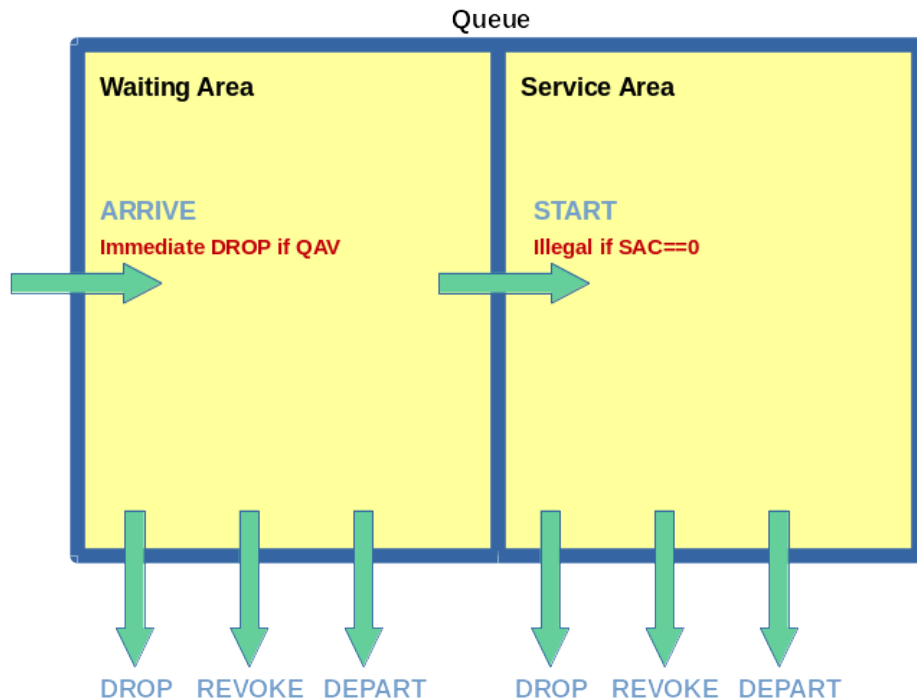 Queue
Waiting Area
Service Area
ARRIVE
Immediate DROP if QAV
START
Illegal if SAC==0
DROP REVOKE DEPART
DROP REVOKE DEPART